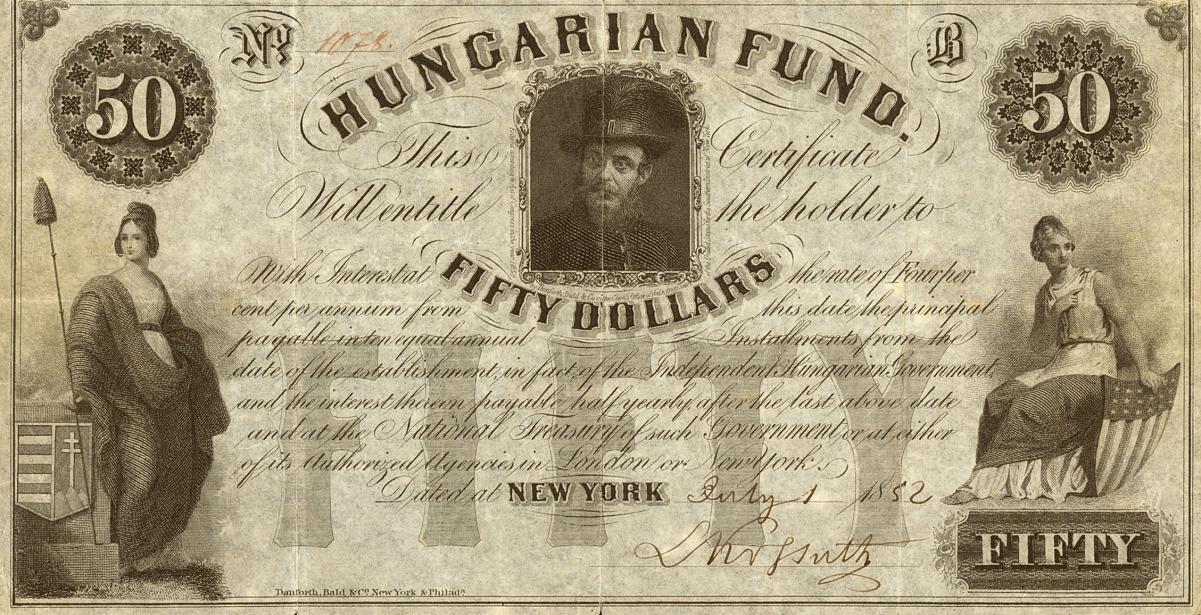 50 Nº 1078. B 50
HUNGARIAN FUND.
This Certificate
Will entitle the holder to
FIFTY DOLLARS
With Interest at the rate of Four per
cent per annum from this date the principal
payable in ten equal annual Installments from the
date of the establishment, in fact, of the Independent Hungarian Government,
and the interest thereon payable half yearly, after the last above date
and at the National Treasury of such Government or at either
of its Authorized Agencies in London or New York.
Dated at NEW YORK July 1 1852
L Kossuth
FIFTY
FIFTY
Danforth, Bald & Cº. New York & Philadª